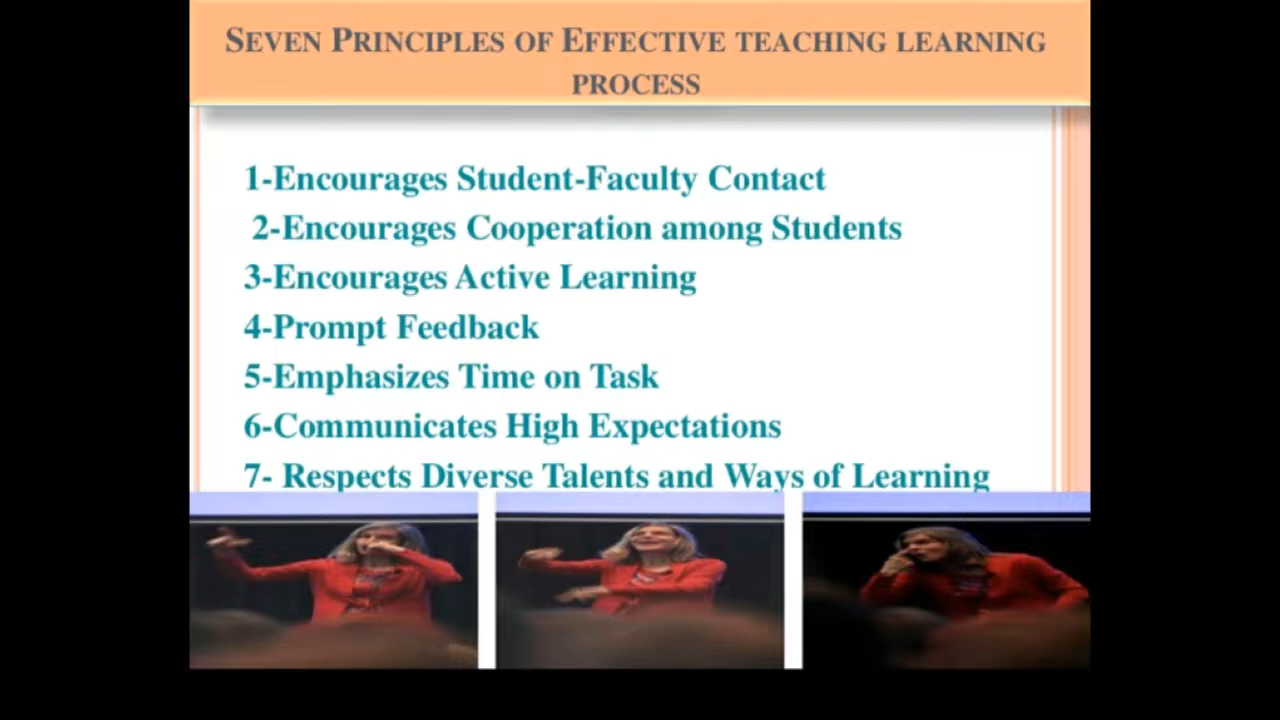 SEVEN PRINCIPLES OF EFFECTIVE TEACHING LEARNING
PROCESS
1-Encourages Student-Faculty Contact
2-Encourages Cooperation among Students
3-Encourages Active Learning
4-Prompt Feedback
5-Emphasizes Time on Task
6-Communicates High Expectations
7- Respects Diverse Talents and Ways of Learning